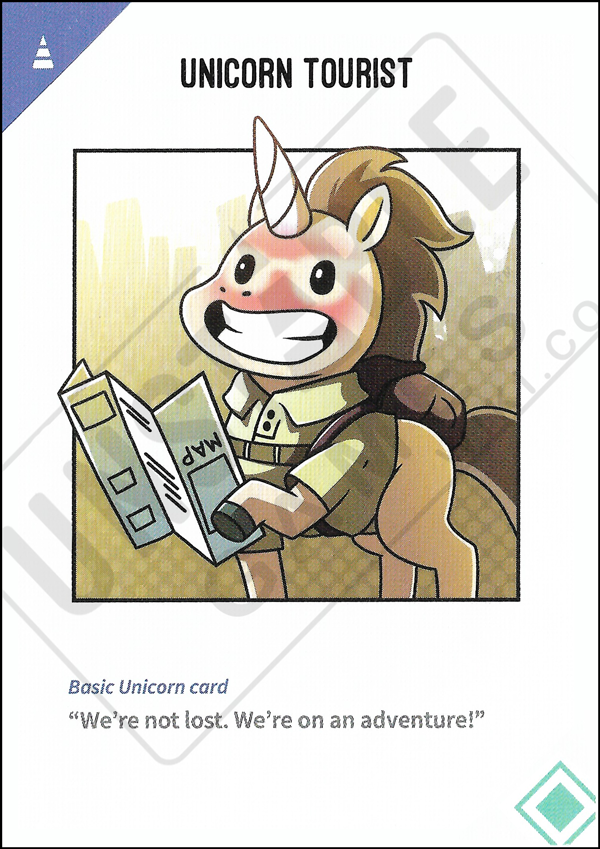 UNICORN TOURIST
MAP
Basic Unicorn card
“We’re not lost. We’re on an adventure!”